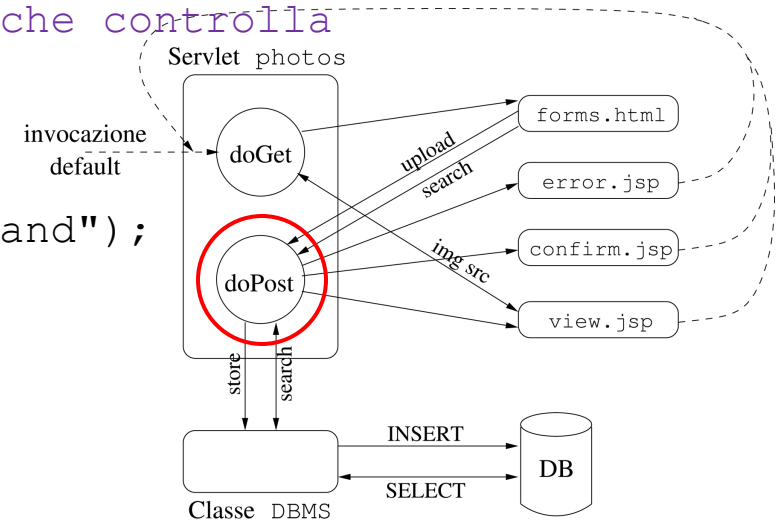 che controlla
Servlet photos
invocazione
default
doGet
forms.html
upload
search
error.jsp
and");
doPost
img src
confirm.jsp
view.jsp
store
search
INSERT
DB
SELECT
Classe DBMS